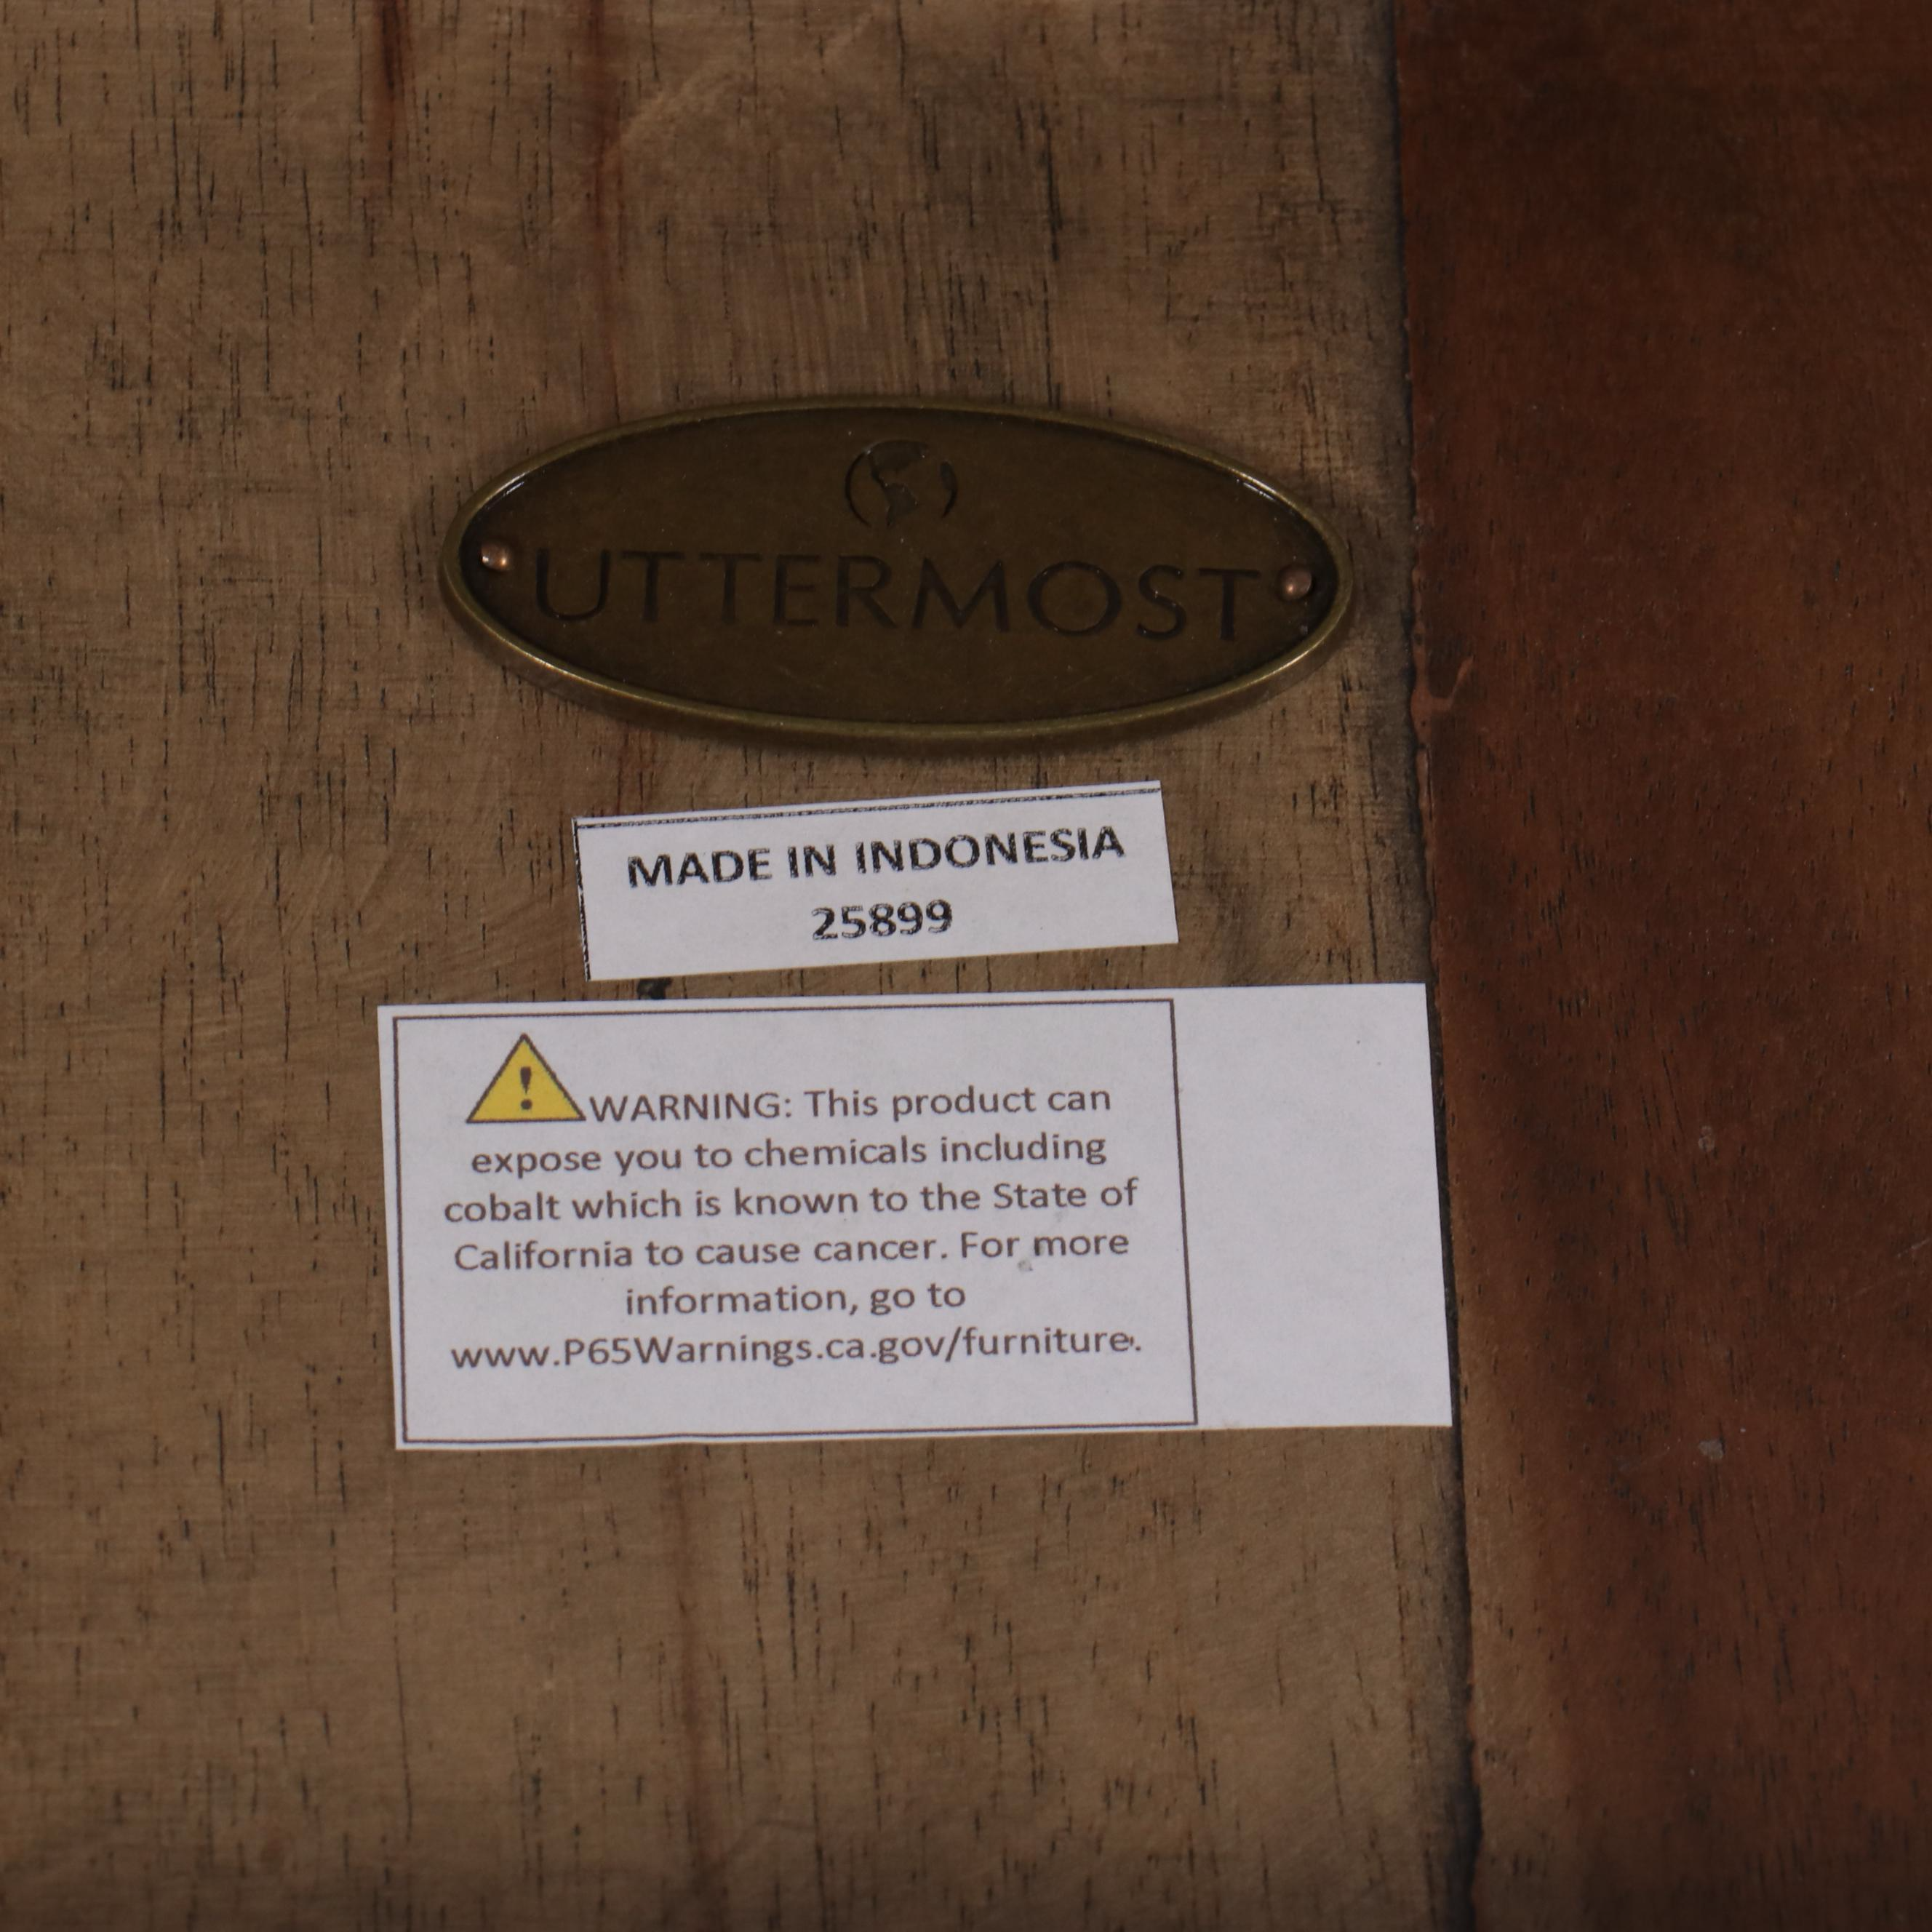 UTTERMOST
MADE IN INDONESIA
25899
WARNING: This product can
expose you to chemicals including
cobalt which is known to the State of
California to cause cancer. For more
information, go to
www.P65Warnings.ca.gov/furniture.